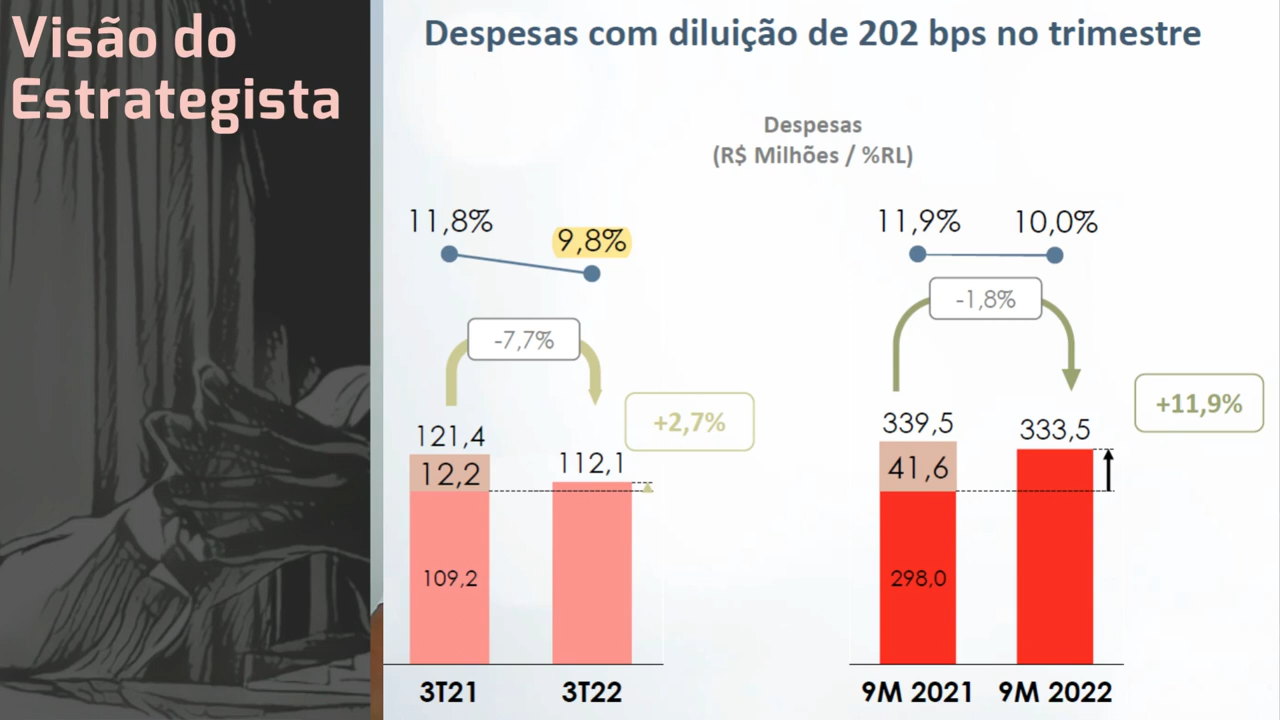 Visão do
Estrategista
Despesas com diluição de 202 bps no trimestre
Despesas
(R$ Milhões / %RL)
11,8%
9,8%
-7,7%
+2,7%
121,4
12,2
112,1
109,2
3T21
3T22
11,9%
10,0%
-1,8%
+11,9%
339,5
41,6
333,5
298,0
9M 2021
9M 2022